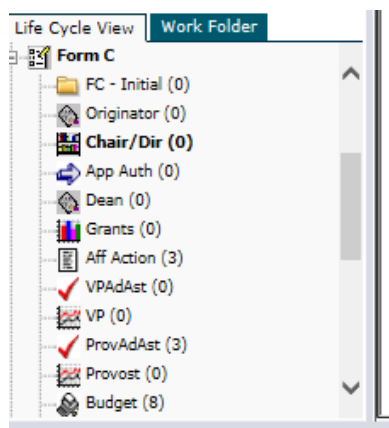 Life Cycle View Work Folder
Form C
FC - Initial (0)
Originator (0)
Chair/Dir (0)
App Auth (0)
Dean (0)
Grants (0)
Aff Action (3)
VPAdAst (0)
VP (0)
ProvAdAst (3)
Provost (0)
Budget (8)